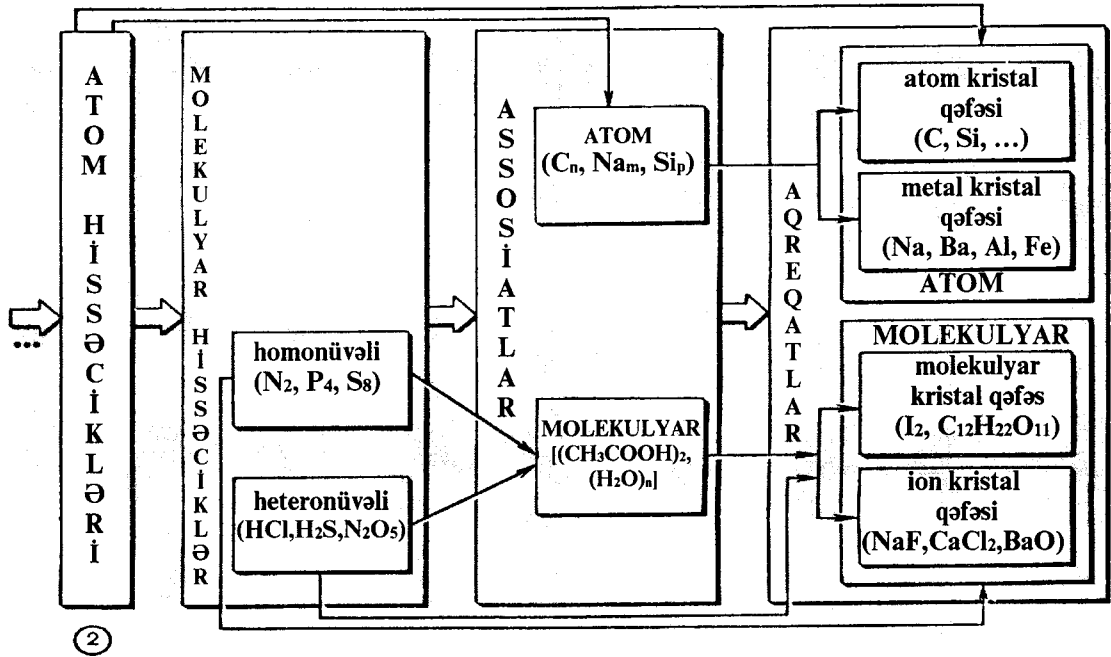 ATOM HİSSƏCİKLƏRİ
MOLEKULYAR HİSSƏCİKLƏR
homonüvəli
(N₂, P₄, S₈)
heteronüvəli
(HCl,H₂S,N₂O₅)
ASSOSİATLAR
ATOM
(Cₙ, Naₘ, Siₚ)
MOLEKULYAR
[(CH₃COOH)₂,
(H₂O)ₙ]
AQREQATLAR
atom kristal
qəfəsi
(C, Si, ...)
metal kristal
qəfəsi
(Na, Ba, Al, Fe)
ATOM
MOLEKULYAR
molekulyar
kristal qəfəs
(I₂, C₁₂H₂₂O₁₁)
ion kristal
qəfəsi
(NaF,CaCl₂,BaO)
...
2